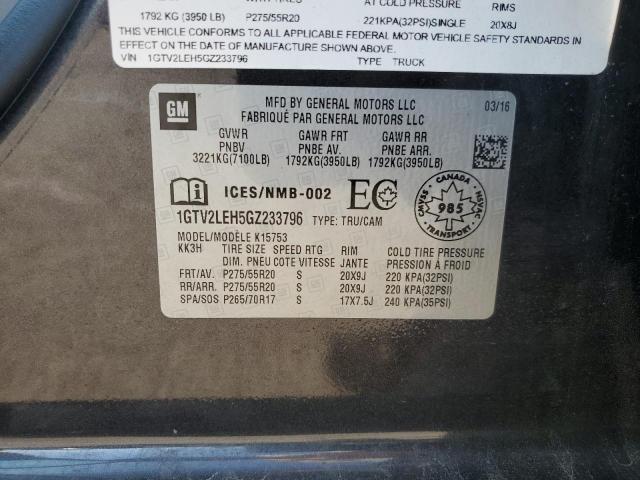 AT COLD PRESSURE RIMS
1792 KG (3950 LB) P275/55R20 221KPA(32PSI)SINGLE 20X8J
THIS VEHICLE CONFORMS TO ALL APPLICABLE FEDERAL MOTOR VEHICLE SAFETY STANDARDS IN
EFFECT ON THE DATE OF MANUFACTURE SHOWN ABOVE.
VIN 1GTV2LEH5GZ233796 TYPE TRUCK
GM
MFD BY GENERAL MOTORS LLC 03/16
FABRIQUÉ PAR GENERAL MOTORS LLC
GVWR GAWR FRT GAWR RR
PNBV PNBE AV. PNBE ARR.
3221KG(7100LB) 1792KG(3950LB) 1792KG(3950LB)
ICES/NMB-002 EC
CANADA
CMVSS 985 NSVAC
TRANSPORT
1GTV2LEH5GZ233796 TYPE: TRU/CAM
MODEL/MODÈLE K15753
KK3H TIRE SIZE SPEED RTG RIM COLD TIRE PRESSURE
DIM. PNEU COTE VITESSE JANTE PRESSION À FROID
FRT/AV. P275/55R20 S 20X9J 220 KPA(32PSI)
RR/ARR. P275/55R20 S 20X9J 220 KPA(32PSI)
SPA/SOS P265/70R17 S 17X7.5J 240 KPA(35PSI)